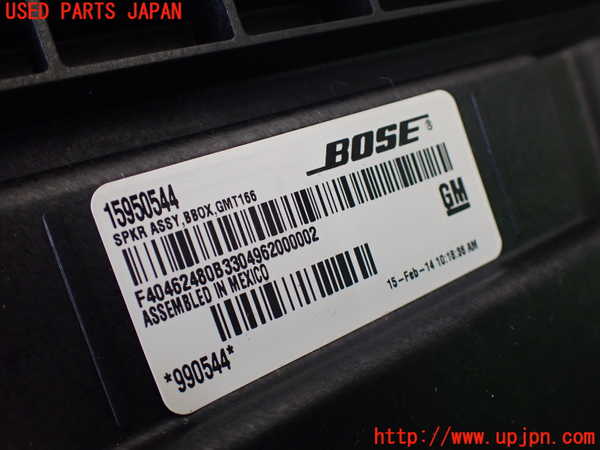 USED PARTS JAPAN
BOSE®
15950544
SPKR ASSY,BBOX,GMT166
GM
F40462480B3304962000002
ASSEMBLED IN MEXICO
15-Feb-14 10:18:36 AM
*990544*
http://www.upjpn.com/